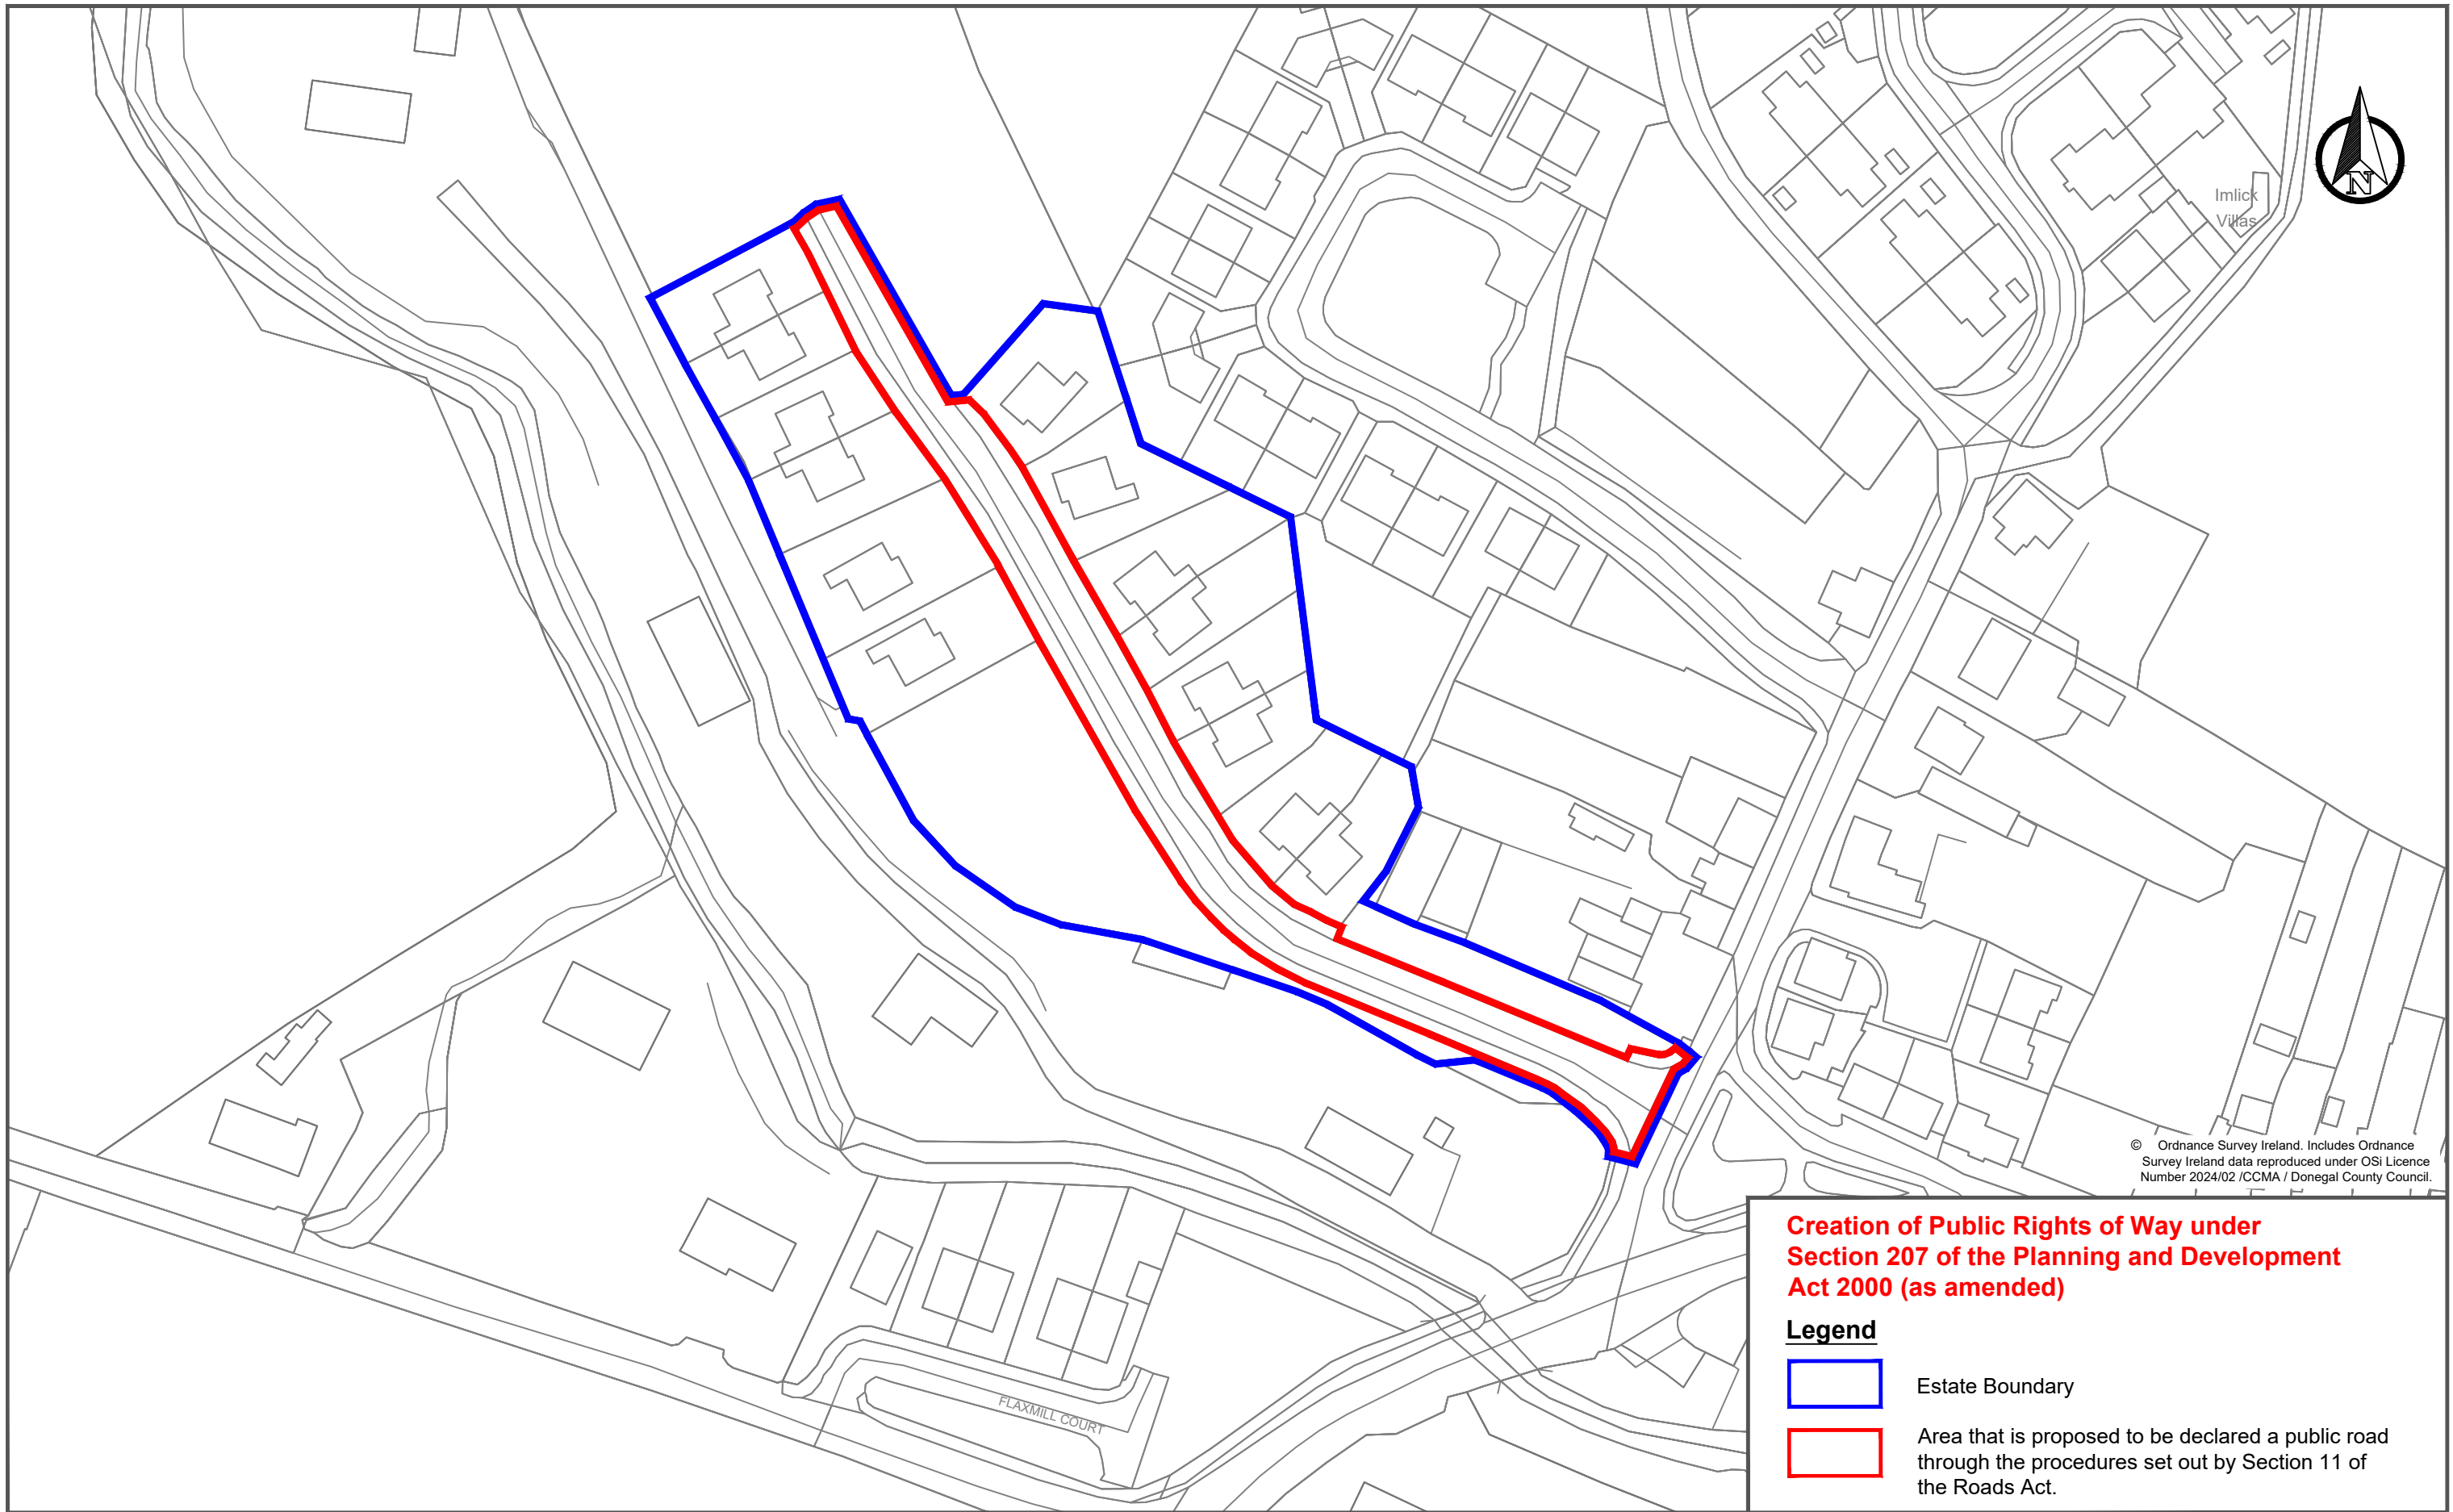 Imlick
Villas
N
© Ordnance Survey Ireland. Includes Ordnance
Survey Ireland data reproduced under OSi Licence
Number 2024/02 /CCMA / Donegal County Council.
Creation of Public Rights of Way under
Section 207 of the Planning and Development
Act 2000 (as amended)
Legend
Estate Boundary
Area that is proposed to be declared a public road
through the procedures set out by Section 11 of
the Roads Act.
FLAXMILL COURT